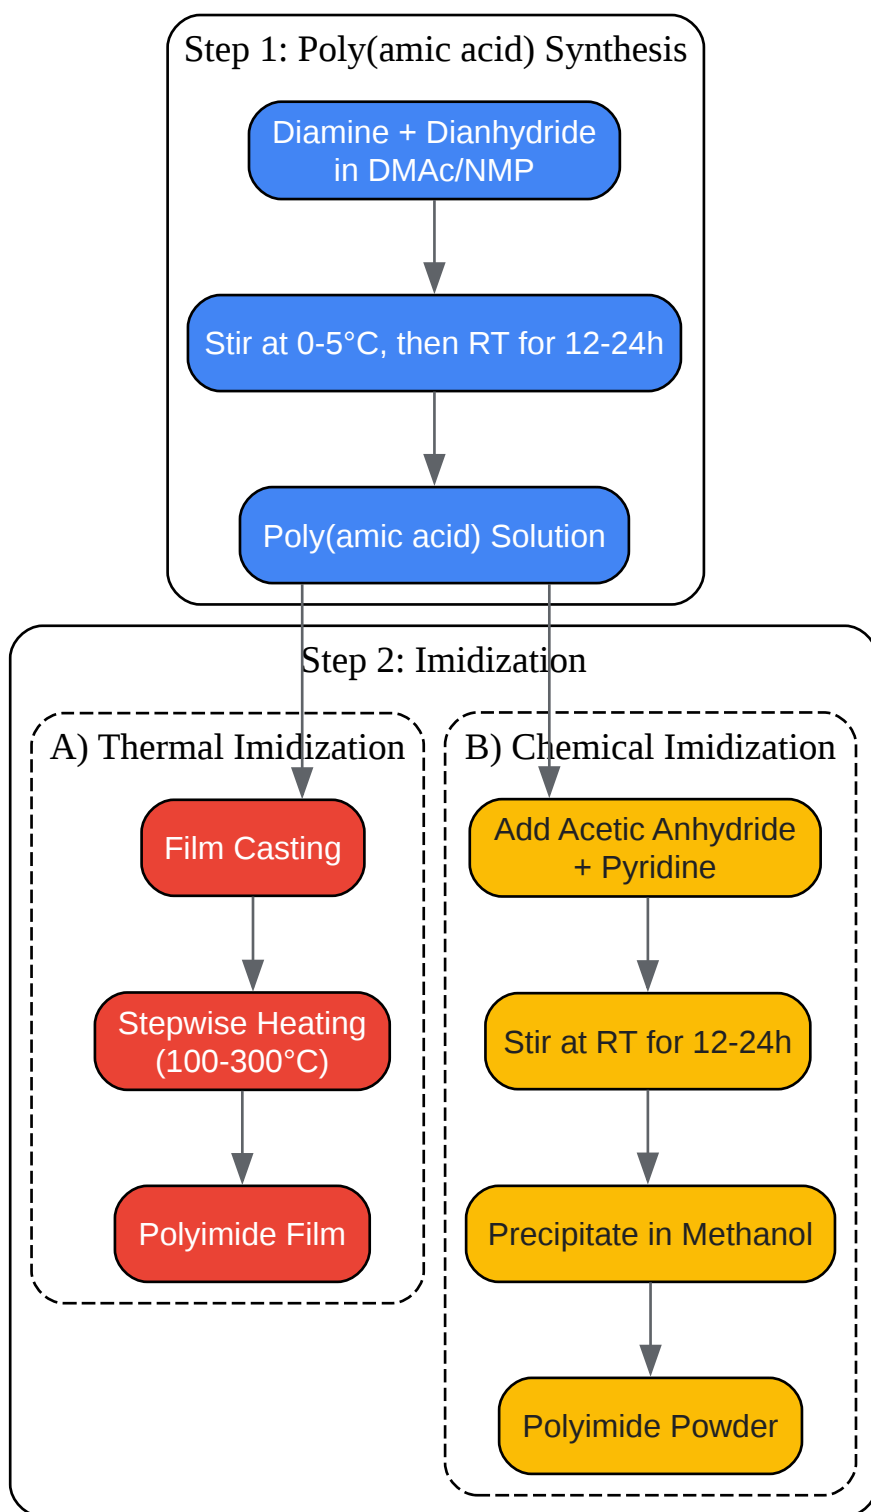 Step 1: Poly(amic acid) Synthesis
Diamine + Dianhydride
in DMAc/NMP
Stir at 0-5°C, then RT for 12-24h
Poly(amic acid) Solution
Step 2: Imidization
A) Thermal Imidization
Film Casting
Stepwise Heating
(100-300°C)
Polyimide Film
B) Chemical Imidization
Add Acetic Anhydride
+ Pyridine
Stir at RT for 12-24h
Precipitate in Methanol
Polyimide Powder